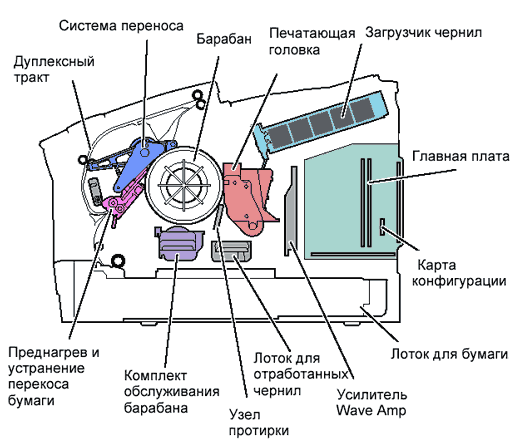 Система переноса
Барабан
Печатающая
головка
Загрузчик чернил
Дуплексный
тракт
Главная плата
Карта
конфигурации
Преднагрев и
устранение
перекоса
бумаги
Комплект
обслуживания
барабана
Узел
протирки
Лоток для
отработанных
чернил
Усилитель
Wave Amp
Лоток для бумаги